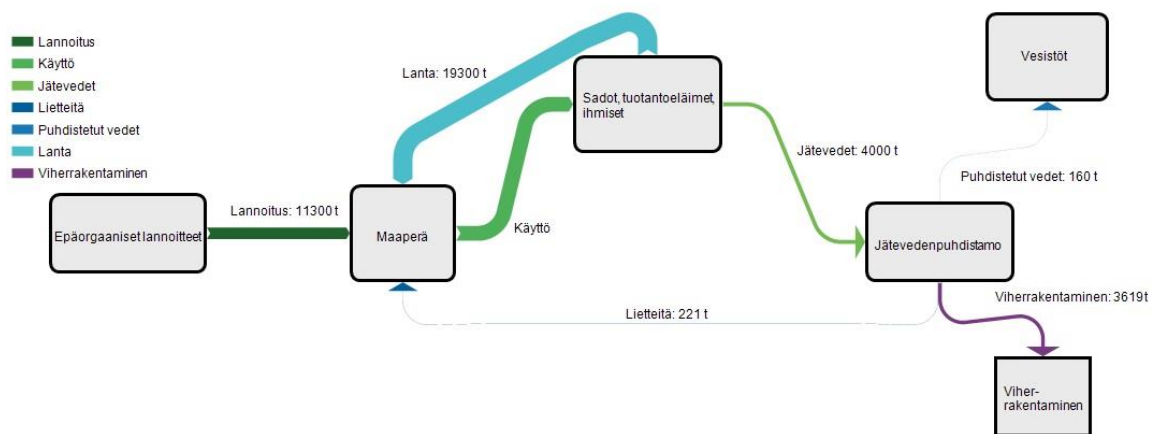 Lannoitus
Käyttö
Jätevedet
Lietteitä
Puhdistetut vedet
Lanta
Viherrakentaminen
Lanta: 19300 t
Sadot, tuotantoeläimet,
ihmiset
Vesistöt
Jätevedet: 4000 t
Puhdistetut vedet: 160 t
Lannoitus: 11300 t
Epäorgaaniset lannoitteet
Maaperä
Käyttö
Jätevedenpuhdistamo
Viherrakentaminen: 3619 t
Lietteitä: 221 t
Viher-
rakentaminen